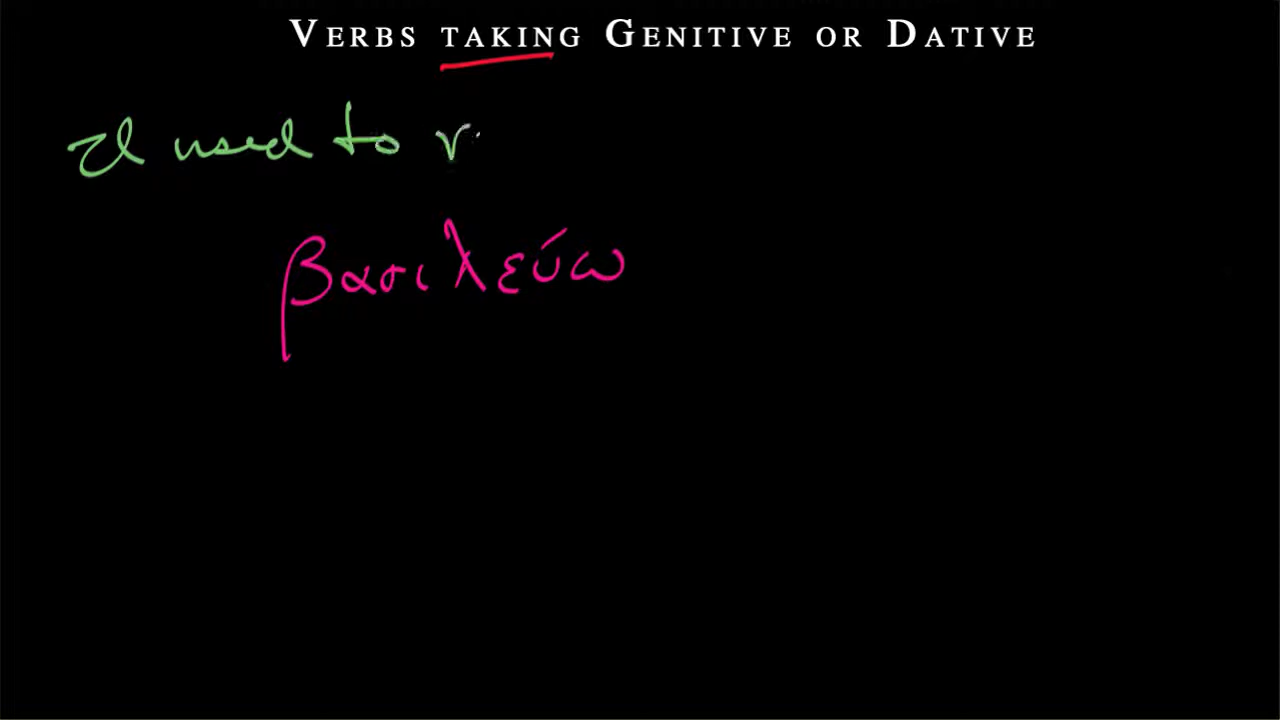 VERBS TAKING GENITIVE OR DATIVE
I used to r
βασιλεύω